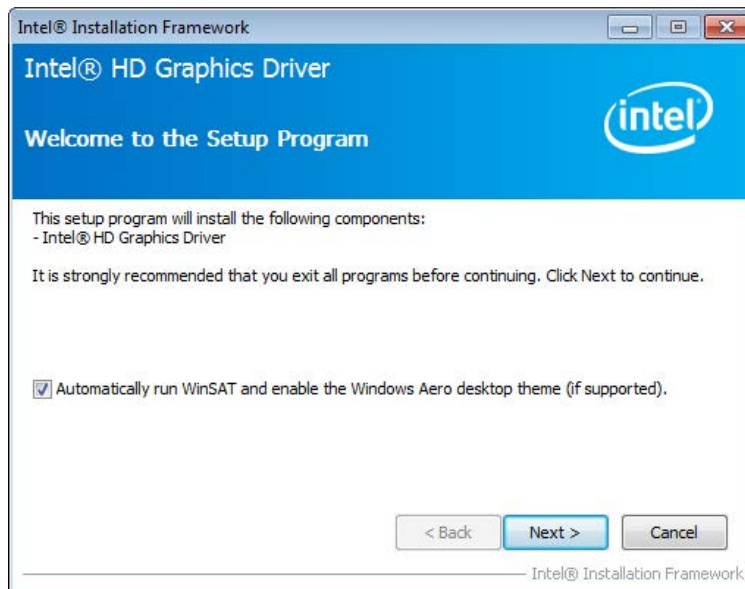 Intel® Installation Framework
Intel® HD Graphics Driver
intel
Welcome to the Setup Program
This setup program will install the following components:
- Intel® HD Graphics Driver
It is strongly recommended that you exit all programs before continuing. Click Next to continue.
Automatically run WinSAT and enable the Windows Aero desktop theme (if supported).
< Back
Next >
Cancel
Intel® Installation Framework